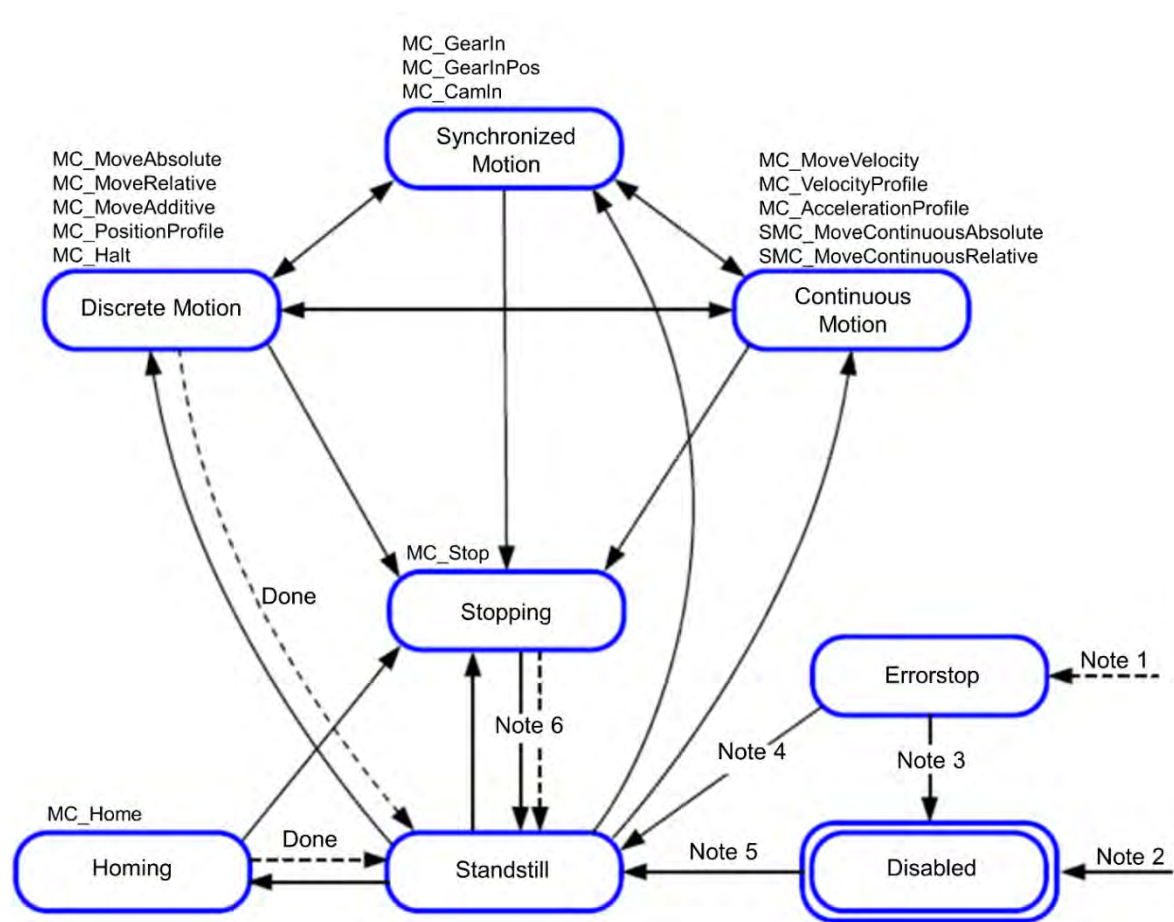 MC_GearIn
MC_GearInPos
MC_CamIn
Synchronized
Motion
MC_MoveAbsolute
MC_MoveRelative
MC_MoveAdditive
MC_PositionProfile
MC_Halt
MC_MoveVelocity
MC_VelocityProfile
MC_AccelerationProfile
SMC_MoveContinuousAbsolute
SMC_MoveContinuousRelative
Discrete Motion
Continuous
Motion
MC_Stop
Done
Stopping
Errorstop
Note 1
Note 6
Note 4
Note 3
MC_Home
Homing
Done
Standstill
Note 5
Disabled
Note 2